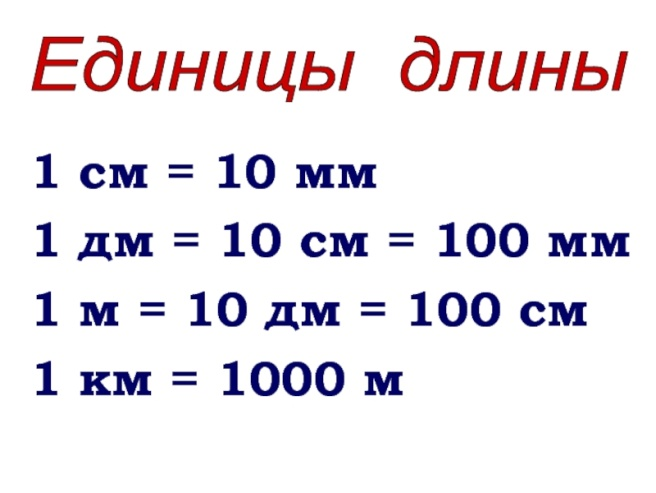 Единицы длины
1 см = 10 мм
1 дм = 10 см = 100 мм
1 м = 10 дм = 100 см
1 км = 1000 м